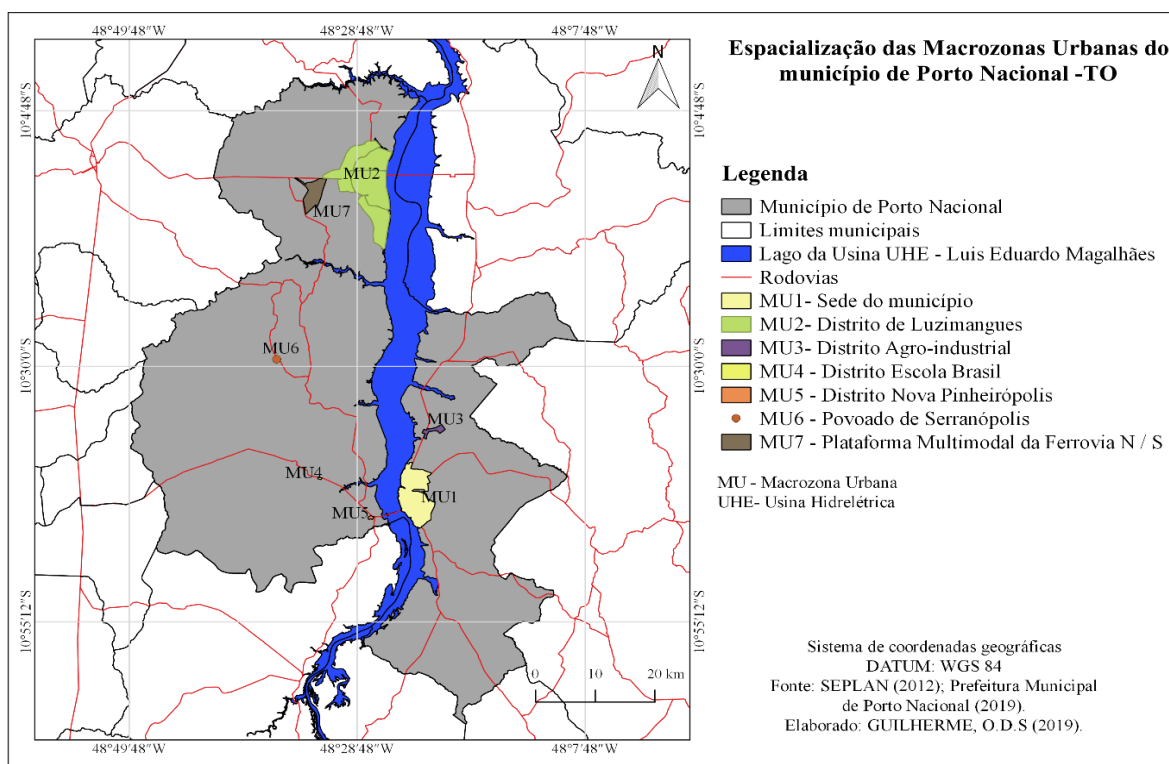 48°49'48"W 48°28'48"W 48°7'48"W
N
10°4'48"S 10°4'48"S
MU2
MU7
10°30'0"S 10°30'0"S
MU6
MU3
MU4
MU1
MU5
10°55'12"S 10°55'12"S
0 10 20 km
48°49'48"W 48°28'48"W 48°7'48"W
Espacialização das Macrozonas Urbanas do
município de Porto Nacional -TO
Legenda
Município de Porto Nacional
Limites municipais
Lago da Usina UHE - Luis Eduardo Magalhães
Rodovias
MU1- Sede do município
MU2- Distrito de Luzimangues
MU3- Distrito Agro-industrial
MU4 - Distrito Escola Brasil
MU5 - Distrito Nova Pinheirópolis
MU6 - Povoado de Serranópolis
MU7 - Plataforma Multimodal da Ferrovia N / S
MU - Macrozona Urbana
UHE- Usina Hidrelétrica
Sistema de coordenadas geográficas
DATUM: WGS 84
Fonte: SEPLAN (2012); Prefeitura Municipal
de Porto Nacional (2019).
Elaborado: GUILHERME, O.D.S (2019).